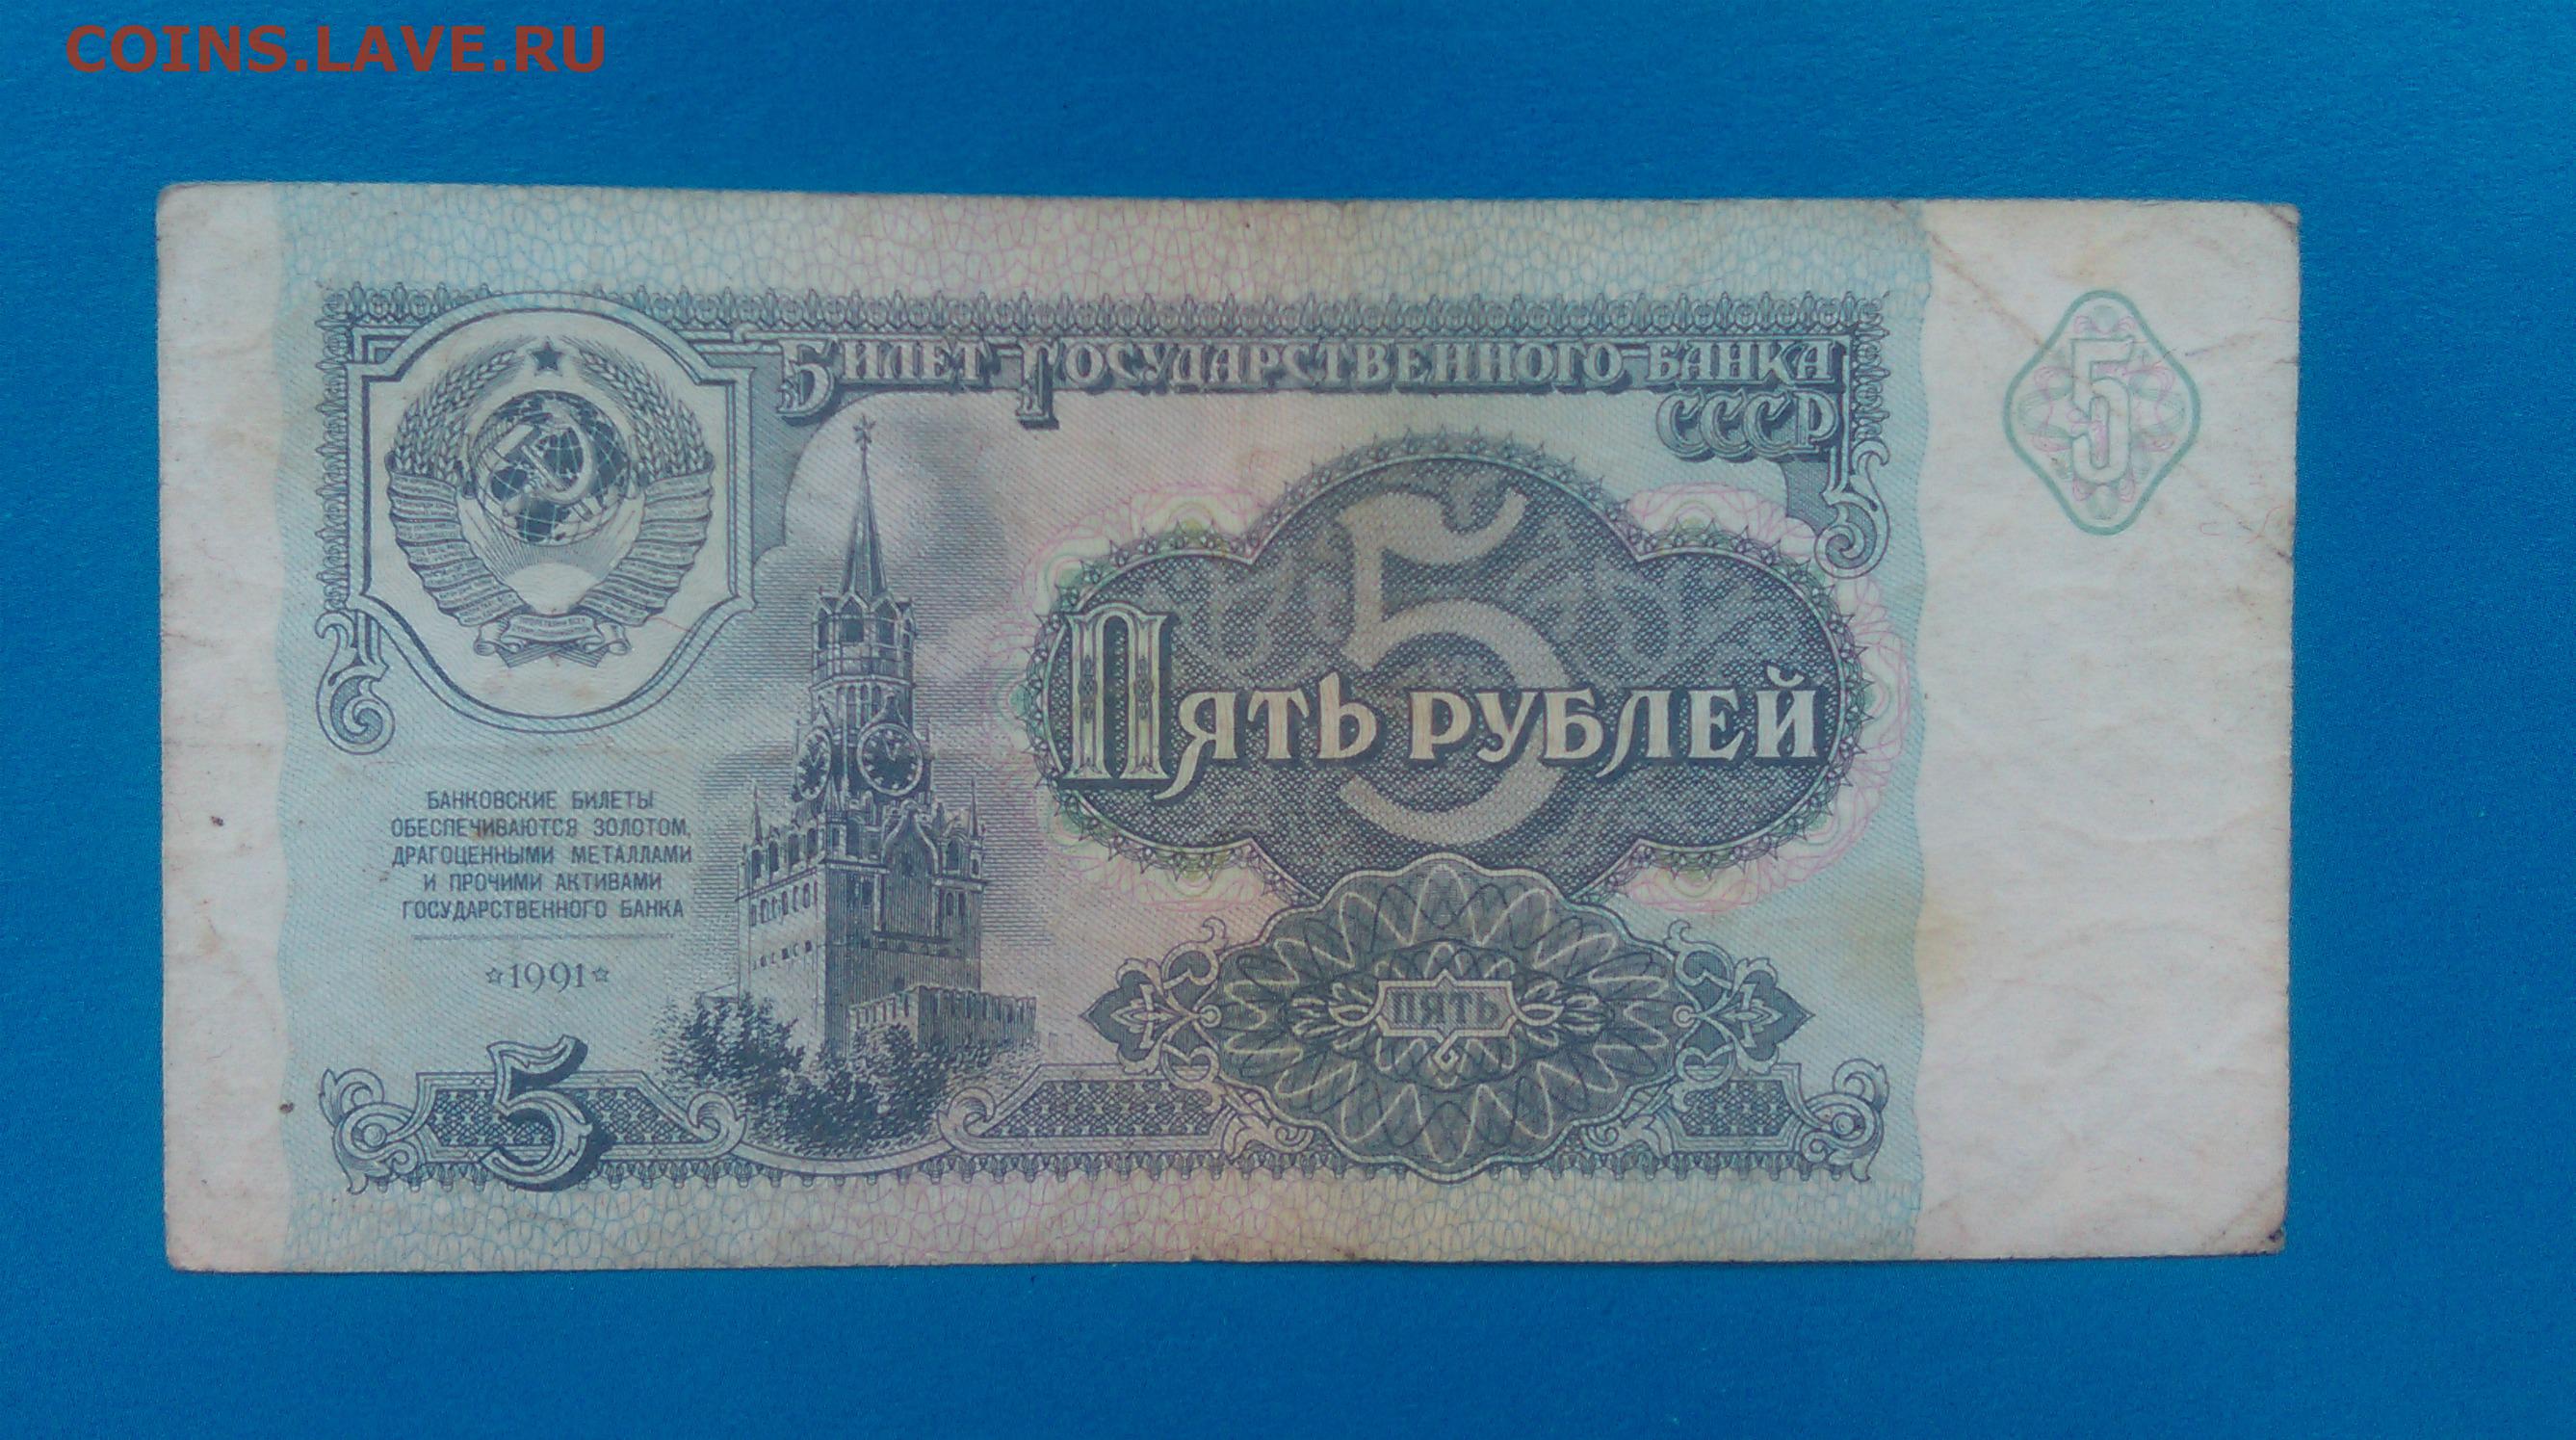 COINS.LAVE.RU
БИЛЕТ ГОСУДАРСТВЕННОГО БАНКА
СССР
5
5
ПЯТЬ РУБЛЕЙ
БАНКОВСКИЕ БИЛЕТЫ
ОБЕСПЕЧИВАЮТСЯ ЗОЛОТОМ,
ДРАГОЦЕННЫМИ МЕТАЛЛАМИ
И ПРОЧИМИ АКТИВАМИ
ГОСУДАРСТВЕННОГО БАНКА
☆1991☆
ПЯТЬ
5